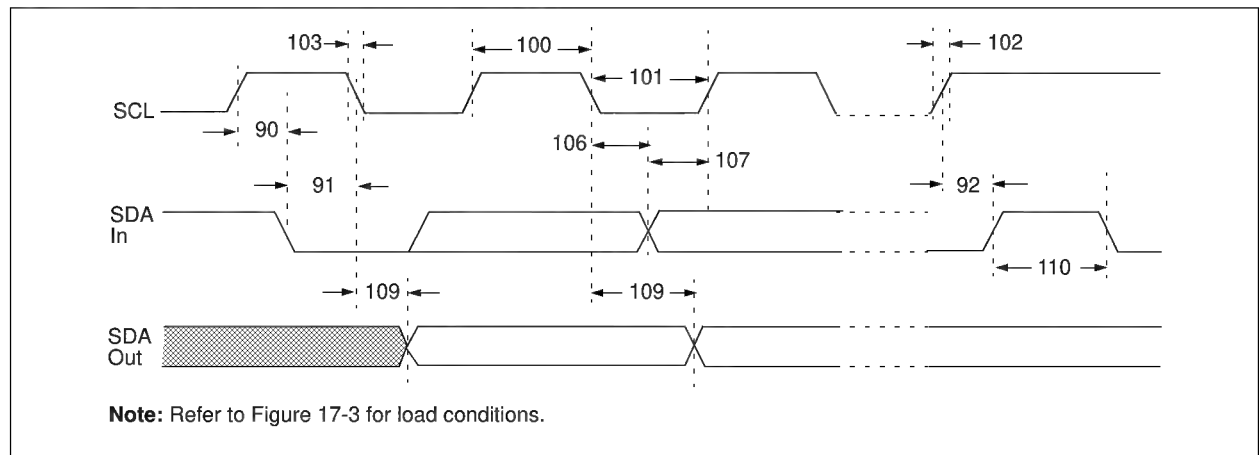 103
100
102
101
SCL
90
106
107
91
92
SDA
In
110
109
109
SDA
Out
Note: Refer to Figure 17-3 for load conditions.